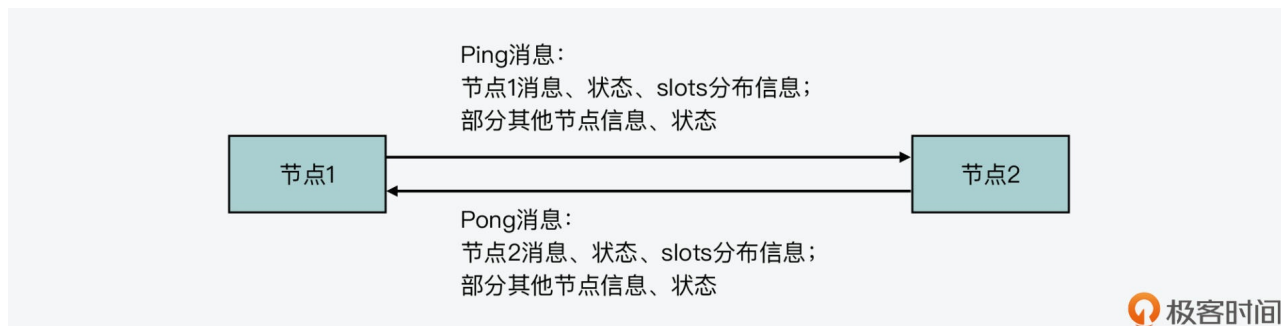 Ping消息：
节点1消息、状态、slots分布信息；
部分其他节点信息、状态
节点1
节点2
Pong消息：
节点2消息、状态、slots分布信息；
部分其他节点信息、状态
极客时间